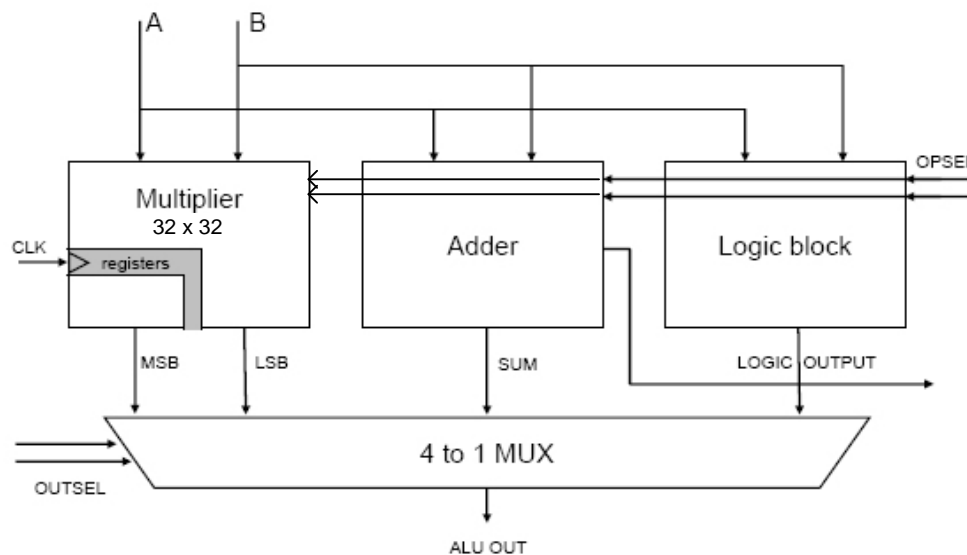 A B
OPSEL
Multiplier
32 x 32
Adder
Logic block
CLK
registers
MSB
LSB
SUM
LOGIC OUTPUT
4 to 1 MUX
OUTSEL
ALU OUT